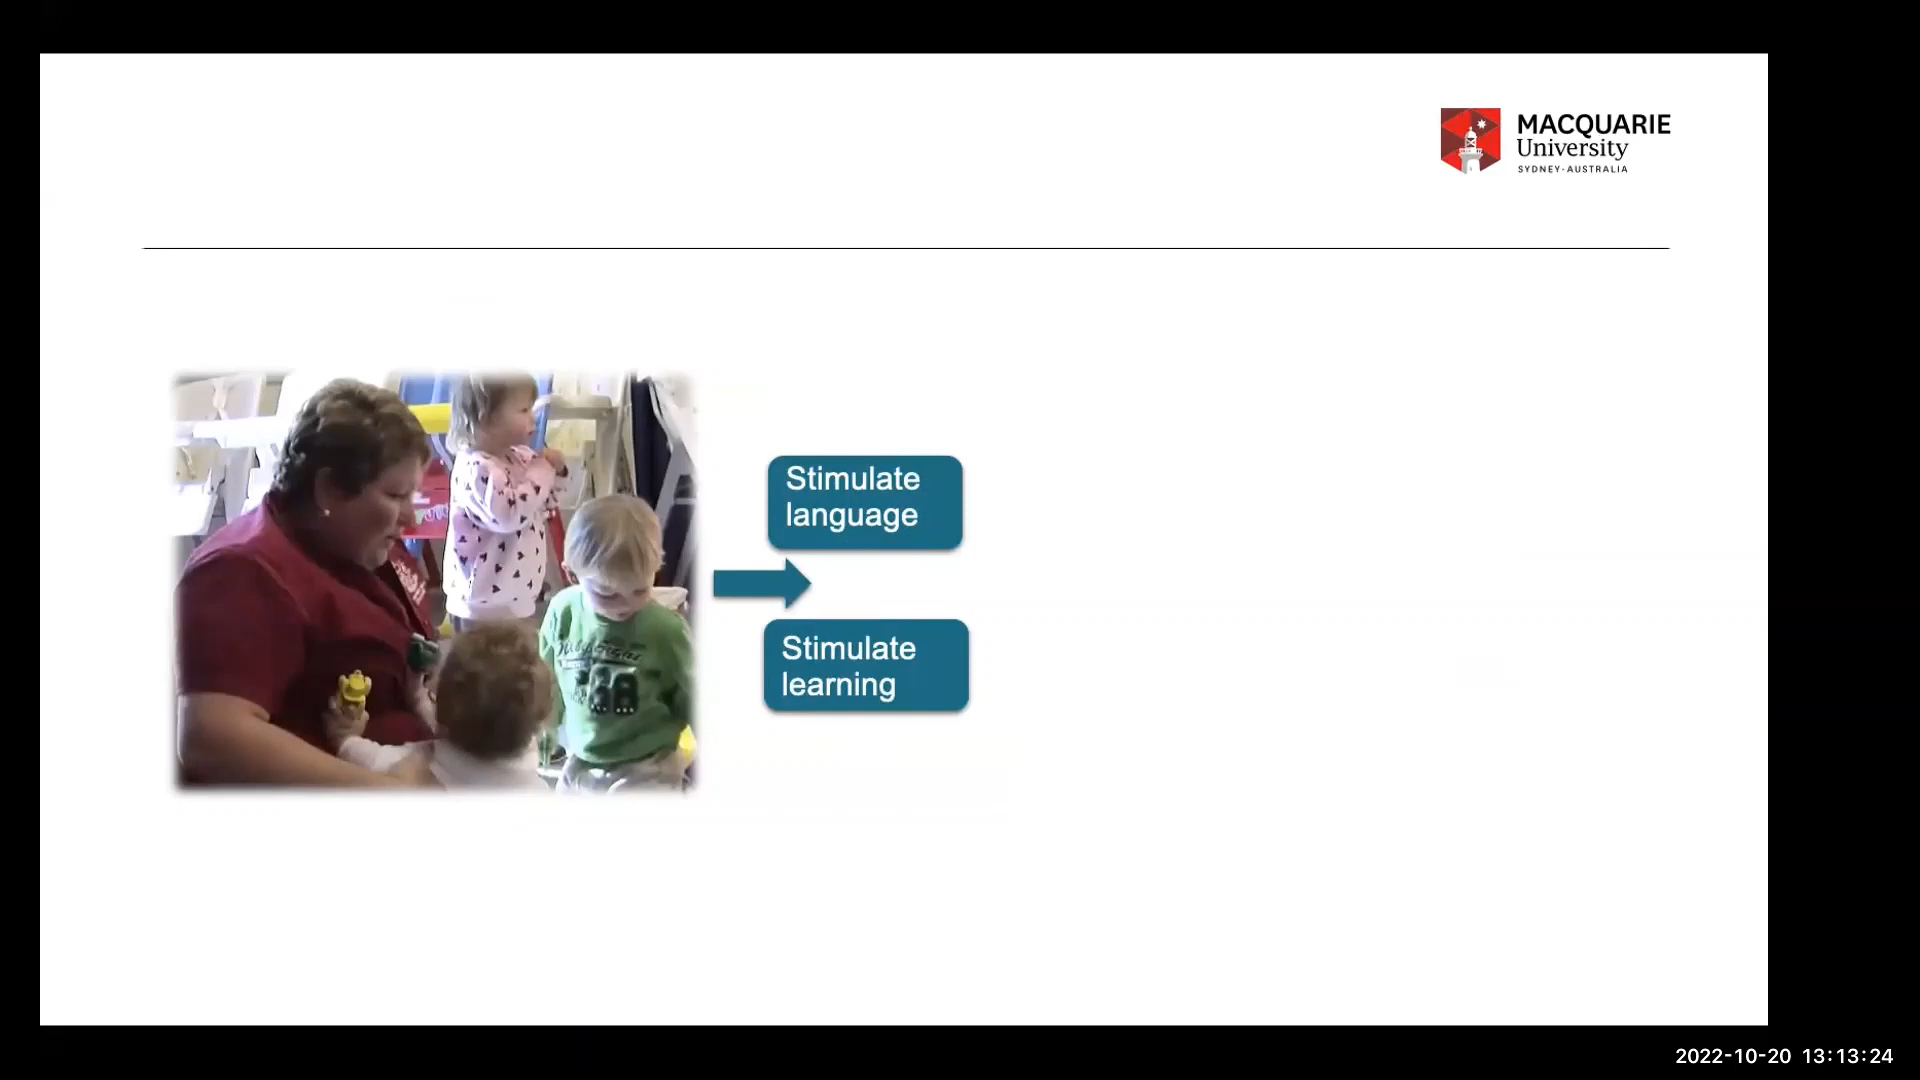 MACQUARIE
University
SYDNEY-AUSTRALIA
Stimulate
language
Stimulate
learning
2022-10-20 13:13:24